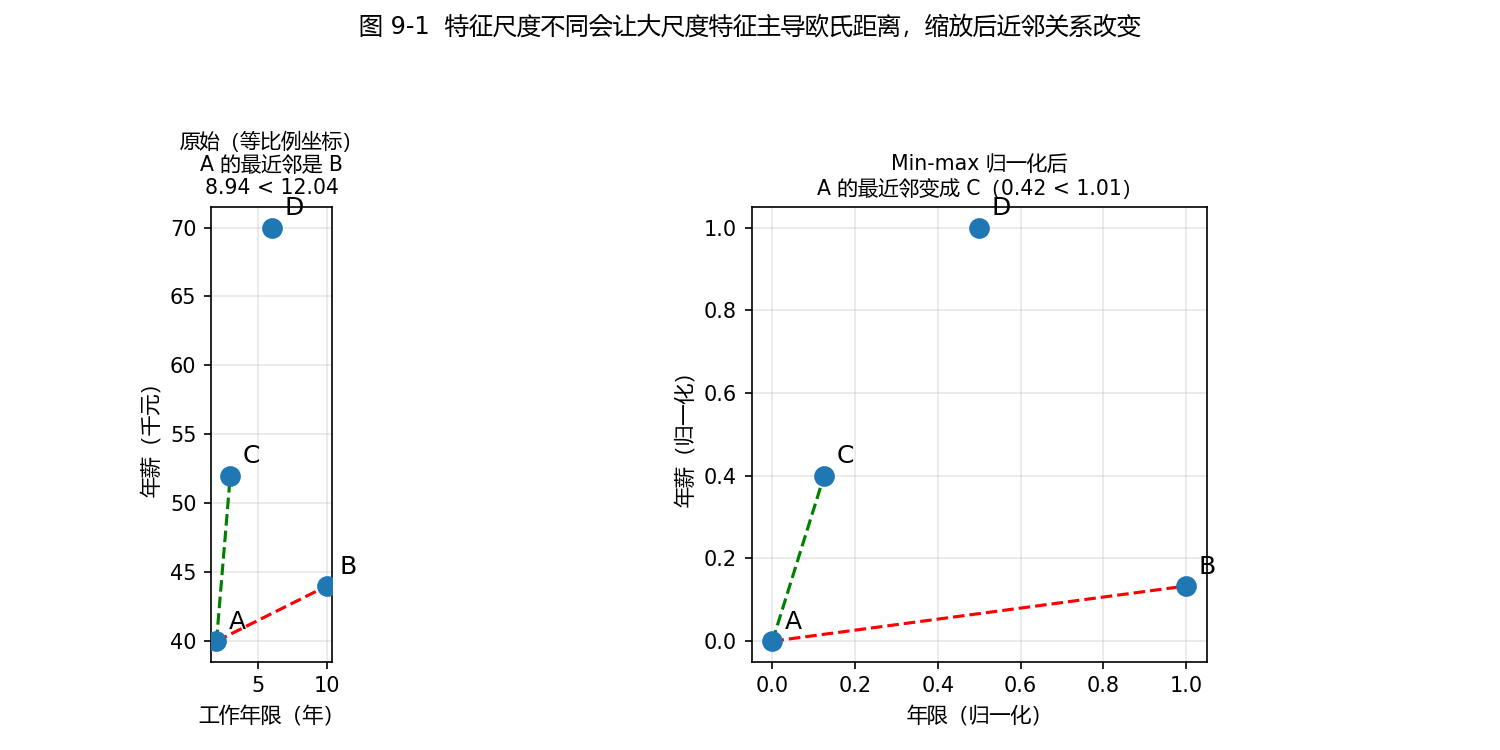 图 9-1  特征尺度不同会让大尺度特征主导欧氏距离，缩放后近邻关系改变
原始（等比例坐标）
A 的最近邻是 B
8.94 < 12.04
D
70
65
60
55
50
45
40
C
B
A
5
10
年薪（千元）
工作年限（年）
Min-max 归一化后
A 的最近邻变成 C（0.42 < 1.01）
D
1.0
0.8
0.6
0.4
0.2
0.0
C
B
A
0.0
0.2
0.4
0.6
0.8
1.0
年薪（归一化）
年限（归一化）